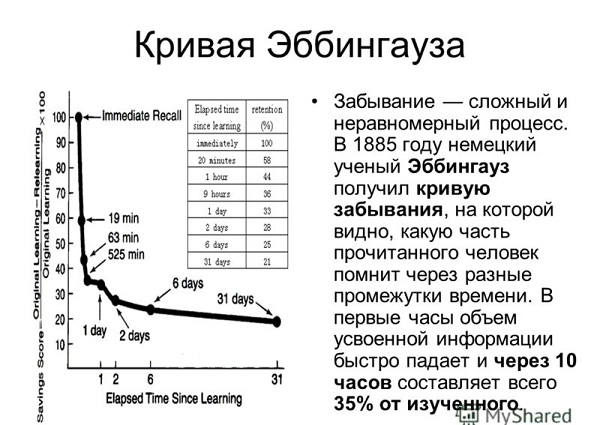 Кривая Эббингауза
Savings Score = Original Learning – Relearning / Original Learning × 100
100
90
80
70
60
50
40
30
20
10
Immediate Recall
19 min
63 min
525 min
1 day
2 days
6 days
31 days
1 2 6 31
Elapsed Time Since Learning
Elapsed time retention
since learning (%)
immediately 100
20 minutes 58
1 hour 44
9 hours 36
1 day 33
2 days 28
6 days 25
31 days 21
• Забывание — сложный и
неравномерный процесс.
В 1885 году немецкий
ученый Эббингауз
получил кривую
забывания, на которой
видно, какую часть
прочитанного человек
помнит через разные
промежутки времени. В
первые часы объем
усвоенной информации
быстро падает и через 10
часов составляет всего
35% от изученного.
MyShared